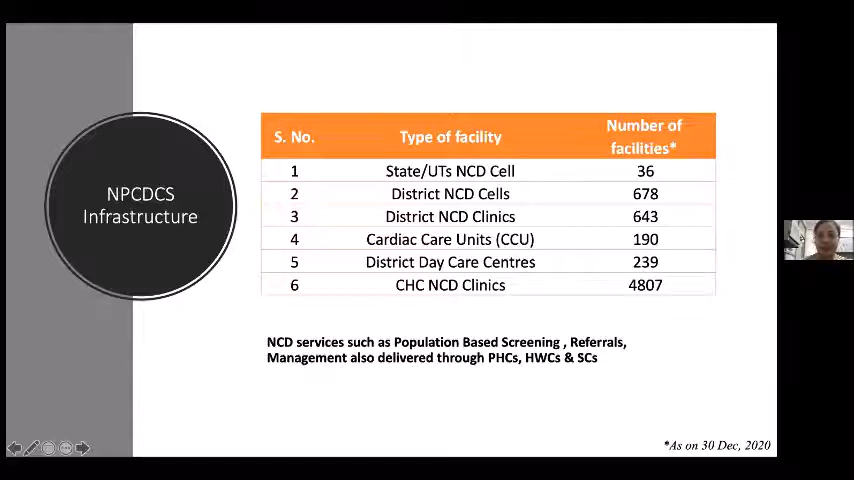 NPCDCS
Infrastructure
S. No. Type of facility Number of facilities*
1 State/UTs NCD Cell 36
2 District NCD Cells 678
3 District NCD Clinics 643
4 Cardiac Care Units (CCU) 190
5 District Day Care Centres 239
6 CHC NCD Clinics 4807
NCD services such as Population Based Screening , Referrals,
Management also delivered through PHCs, HWCs & SCs
*As on 30 Dec, 2020